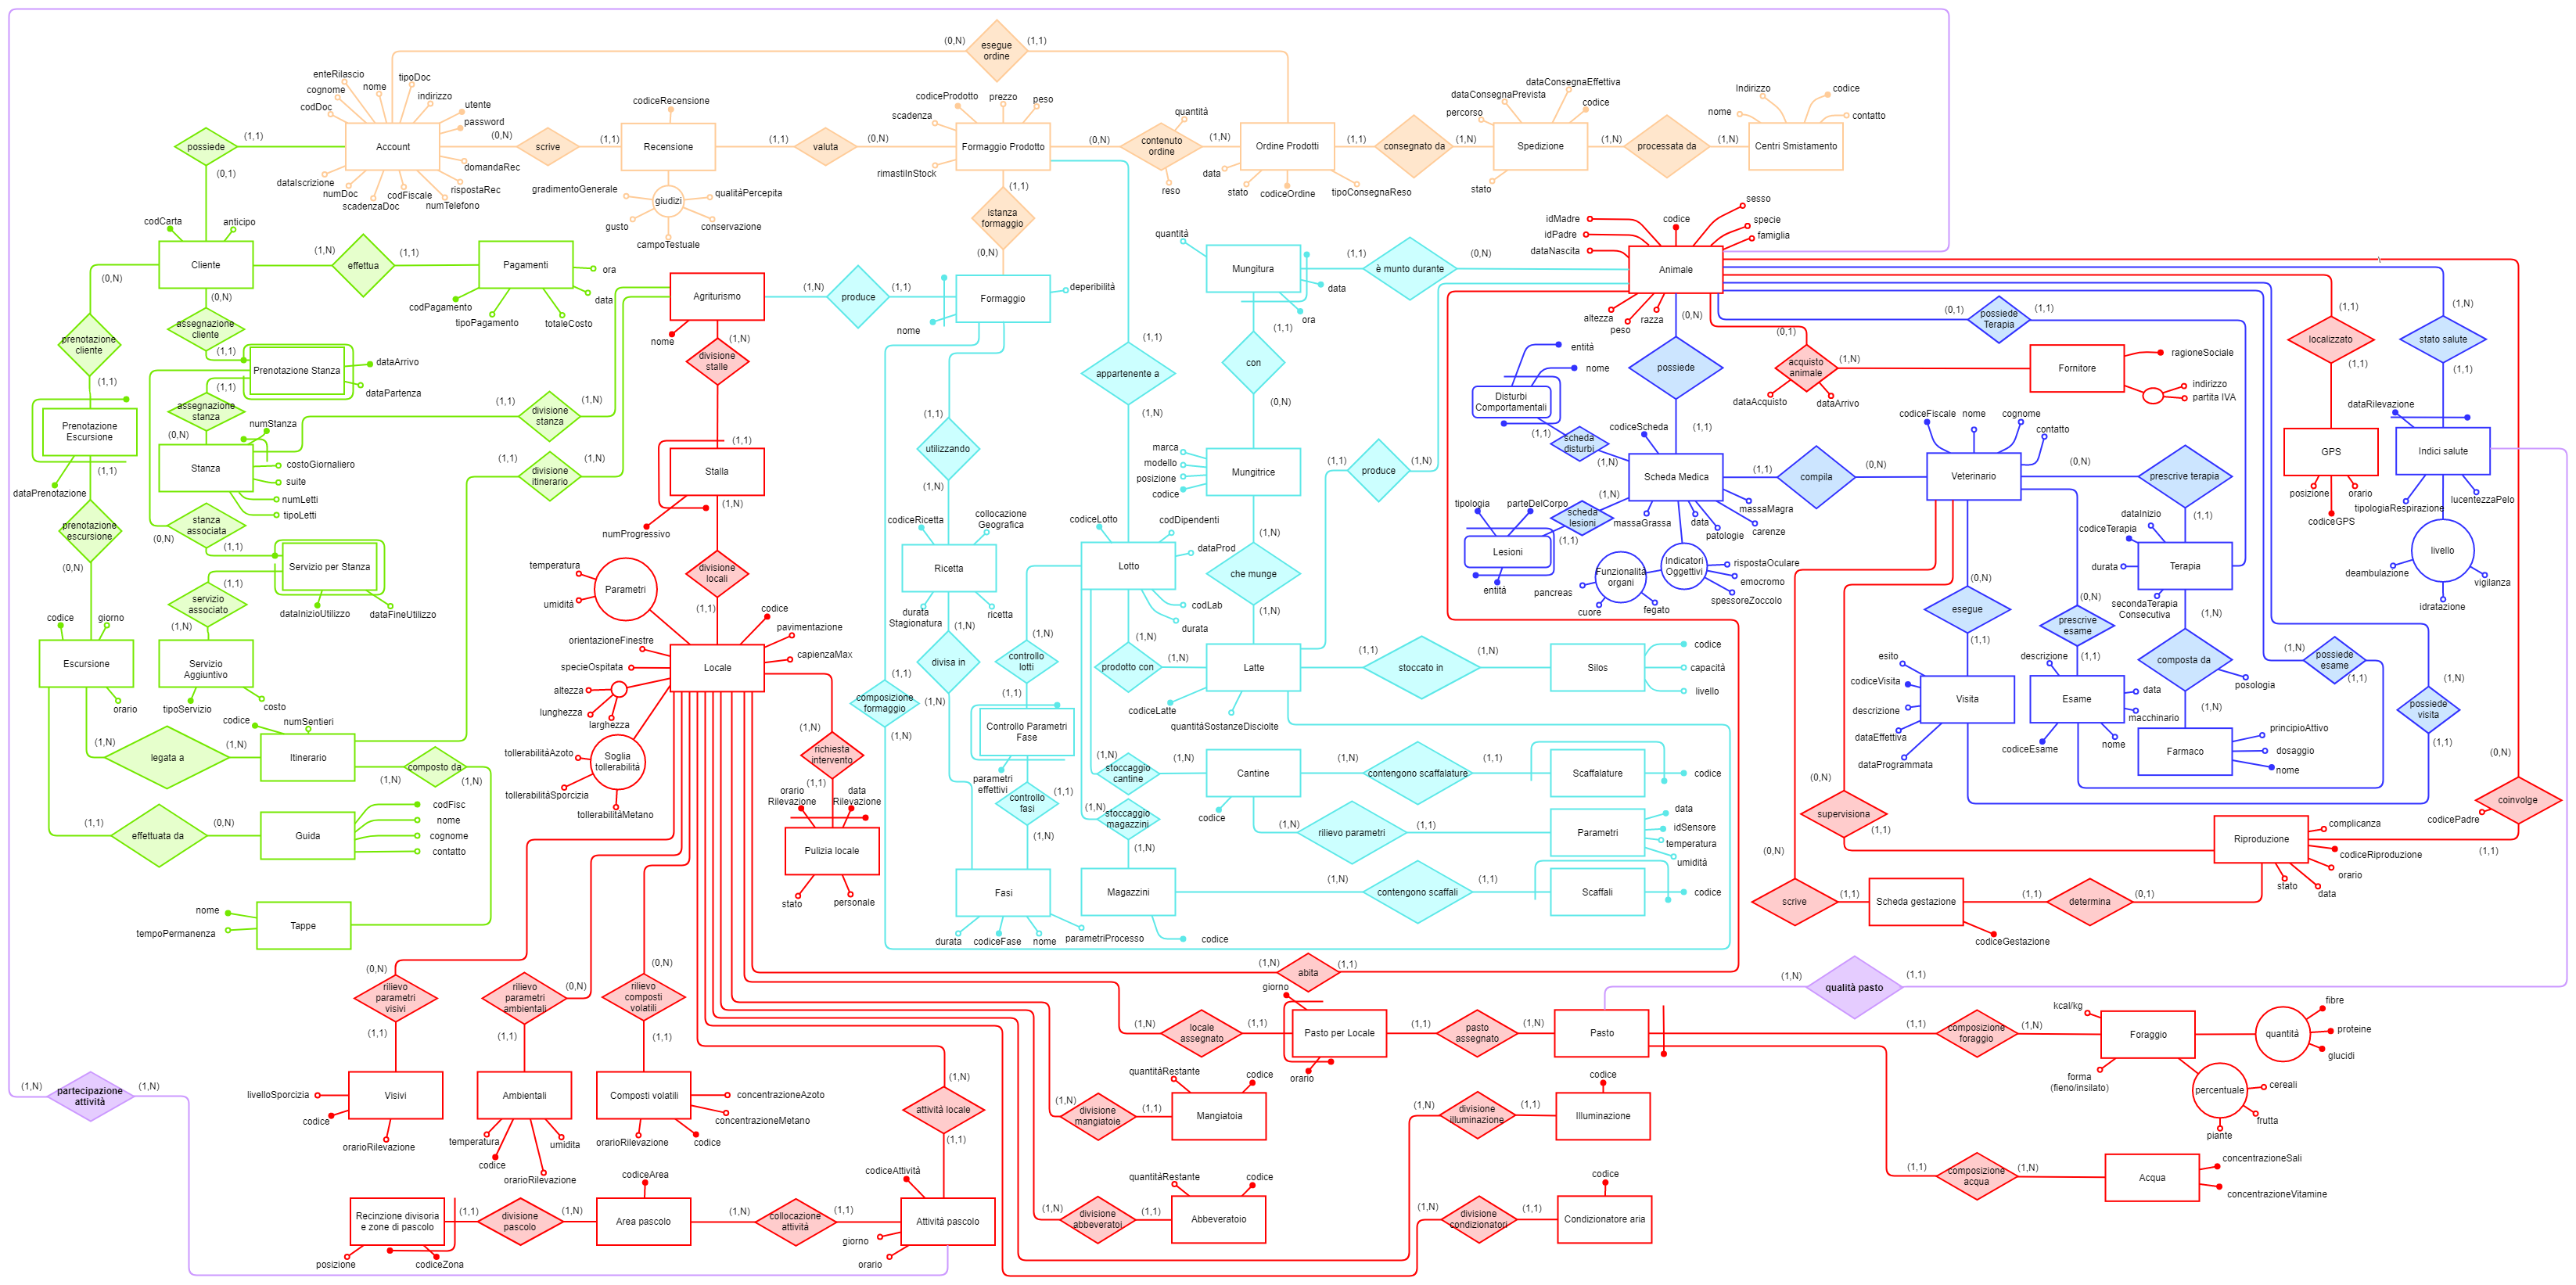 (0,N)
esegue
ordine
(1,1)
enteRilascio
cognome
codDoc
nome
tipoDoc
indirizzo
utente
password
Account
domandaRec
rispostaRec
numTelefono
codFiscale
scadenzaDoc
numDoc
dataIscrizione
possiede
(1,1)
(0,1)
(0,N)
scrive
(1,1)
codiceRecensione
Recensione
gradimentoGenerale
giudizi
qualitàPercepita
gusto
conservazione
campoTestuale
(1,1)
valuta
(0,N)
codiceProdotto
prezzo
peso
scadenza
Formaggio Prodotto
rimastiInStock
(1,1)
istanza
formaggio
(0,N)
(0,N)
contenuto
ordine
quantità
reso
(1,N)
Ordine Prodotti
data
stato
codiceOrdine
tipoConsegnaReso
(1,1)
consegnato da
(1,N)
dataConsegnaEffettiva
dataConsegnaPrevista
percorso
codice
Spedizione
stato
(1,N)
processata da
(1,N)
Indirizzo
nome
codice
contatto
Centri Smistamento
codCarta
anticipo
Cliente
(1,N)
effettua
(1,1)
Pagamenti
ora
data
codPagamento
tipoPagamento
totaleCosto
(0,N)
prenotazione
cliente
(1,1)
(0,N)
assegnazione
cliente
(1,1)
Prenotazione Stanza
dataArrivo
dataPartenza
(1,1)
assegnazione
stanza
(0,N)
numStanza
Stanza
costoGiornaliero
suite
numLetti
tipoLetti
Prenotazione
Escursione
dataPrenotazione
(1,1)
prenotazione
escursione
(0,N)
stanza
associata
(0,N)
(1,1)
Servizio per Stanza
dataInizioUtilizzo
dataFineUtilizzo
(1,1)
servizio
associato
(1,N)
Servizio
Aggiuntivo
tipoServizio
costo
codice
giorno
Escursione
orario
(1,N)
legata a
(1,N)
codice
numSentieri
Itinerario
(1,N)
composto da
(1,N)
(1,1)
effettuata da
(0,N)
Guida
codFisc
nome
cognome
contatto
nome
tempoPermanenza
Tappe
(1,1)
divisione
stanza
(1,N)
(1,1)
divisione
itinerario
(1,N)
Agriturismo
nome
(1,N)
produce
(1,1)
Formaggio
nome
deperibilità
(1,N)
divisione
stalle
(1,1)
Stalla
numProgressivo
(1,N)
divisione
locali
(1,1)
temperatura
umidità
Parametri
codice
pavimentazione
capienzaMax
orientazioneFinestre
specieOspitata
altezza
lunghezza
larghezza
Locale
tollerabilitàAzoto
Soglia
tollerabilità
tollerabilitàSporcizia
tollerabilitàMetano
(1,N)
richiesta
intervento
(1,1)
orario
Rilevazione
data
Rilevazione
Pulizia locale
stato
personale
(1,1)
utilizzando
(1,N)
codiceRicetta
collocazione
Geografica
Ricetta
durata
Stagionatura
ricetta
(1,N)
divisa in
(1,N)
(1,1)
composizione
formaggio
(1,N)
(1,N)
controllo
lotti
(1,1)
Controllo Parametri
Fase
parametri
effettivi
controllo
fasi
(1,1)
(1,N)
Fasi
durata
codiceFase
nome
parametriProcesso
(1,1)
appartenente a
(1,N)
codiceLotto
codDipendenti
dataProd
Lotto
codLab
durata
(1,N)
prodotto con
(1,N)
stoccaggio
cantine
(1,N)
(1,N)
(1,N)
stoccaggio
magazzini
(1,N)
Magazzini
codice
quantità
Mungitura
data
ora
(1,1)
è munto durante
(0,N)
(1,1)
con
(0,N)
marca
modello
posizione
codice
Mungitrice
(1,N)
che munge
(1,N)
(1,1)
produce
(1,N)
Latte
codiceLatte
quantitàSostanzeDisciolte
(1,1)
stoccato in
(1,N)
Silos
codice
capacità
livello
Cantine
codice
(1,N)
contengono scaffalature
(1,1)
Scaffalature
codice
(1,N)
rilievo parametri
(1,1)
Parametri
data
idSensore
temperatura
umidità
(1,N)
contengono scaffali
(1,1)
Scaffali
codice
idMadre
idPadre
dataNascita
codice
sesso
specie
famiglia
Animale
altezza
peso
razza
(0,N)
possiede
(1,1)
(0,1)
acquisto
animale
(1,N)
dataAcquisto
dataArrivo
Fornitore
ragioneSociale
indirizzo
partita IVA
(0,1)
possiede
Terapia
(1,1)
(1,1)
localizzato
(1,1)
GPS
posizione
orario
codiceGPS
(1,N)
stato salute
(1,1)
dataRilevazione
Indici salute
tipologiaRespirazione
lucentezzaPelo
livello
deambulazione
vigilanza
idratazione
entità
nome
Disturbi
Comportamentali
(1,1)
scheda
disturbi
(1,N)
codiceScheda
Scheda Medica
massaMagra
carenze
data
patologie
massaGrassa
tipologia
parteDelCorpo
Lesioni
entità
(1,N)
scheda
lesioni
(1,1)
Funzionalità
organi
pancreas
cuore
fegato
Indicatori
Oggettivi
rispostaOculare
emocromo
spessoreZoccolo
(1,1)
compila
(0,N)
codiceFiscale
nome
cognome
contatto
Veterinario
(0,N)
prescrive terapia
(1,1)
dataInizio
codiceTerapia
durata
Terapia
secondaTerapia
Consecutiva
(1,N)
composta da
posologia
(1,N)
Farmaco
principioAttivo
dosaggio
nome
(0,N)
esegue
(1,1)
esito
codiceVisita
descrizione
dataEffettiva
dataProgrammata
Visita
(0,N)
prescrive
esame
(1,1)
descrizione
Esame
data
macchinario
codiceEsame
nome
possiede
esame
(1,1)
(1,N)
possiede
visita
(1,1)
(0,N)
supervisiona
(1,1)
(0,N)
coinvolge
codicePadre
(1,1)
Riproduzione
complicanza
codiceRiproduzione
orario
data
stato
(0,N)
scrive
(1,1)
Scheda gestazione
codiceGestazione
(1,1)
determina
(0,1)
(1,N)
abita
(1,1)
(1,N)
qualità pasto
(1,1)
(0,N)
rilievo
parametri
visivi
(1,1)
Visivi
livelloSporcizia
codice
orarioRilevazione
rilievo
parametri
ambientali
(0,N)
(1,1)
Ambientali
temperatura
codice
umidita
orarioRilevazione
(0,N)
rilievo
composti
volatili
(1,1)
Composti volatili
concentrazioneAzoto
concentrazioneMetano
orarioRilevazione
codice
(1,N)
attività locale
(1,1)
(1,N)
partecipazione
attività
(1,N)
Recinzione divisoria
e zone di pascolo
posizione
codiceZona
(1,1)
divisione
pascolo
(1,N)
codiceArea
Area pascolo
(1,N)
collocazione
attività
(1,1)
codiceAttività
Attività pascolo
giorno
orario
(1,N)
locale
assegnato
(1,1)
giorno
Pasto per Locale
orario
(1,1)
pasto
assegnato
(1,N)
Pasto
(1,1)
composizione
foraggio
(1,N)
kcal/kg
Foraggio
forma
(fieno/insilato)
quantità
fibre
proteine
glucidi
percentuale
cereali
frutta
piante
(1,1)
composizione
acqua
(1,N)
Acqua
concentrazioneSali
concentrazioneVitamine
(1,N)
divisione
mangiatoie
(1,1)
quantitàRestante
codice
Mangiatoia
(1,N)
divisione
abbeveratoi
(1,1)
quantitàRestante
codice
Abbeveratoio
(1,N)
divisione
illuminazione
(1,1)
codice
Illuminazione
(1,N)
divisione
condizionatori
(1,1)
codice
Condizionatore aria